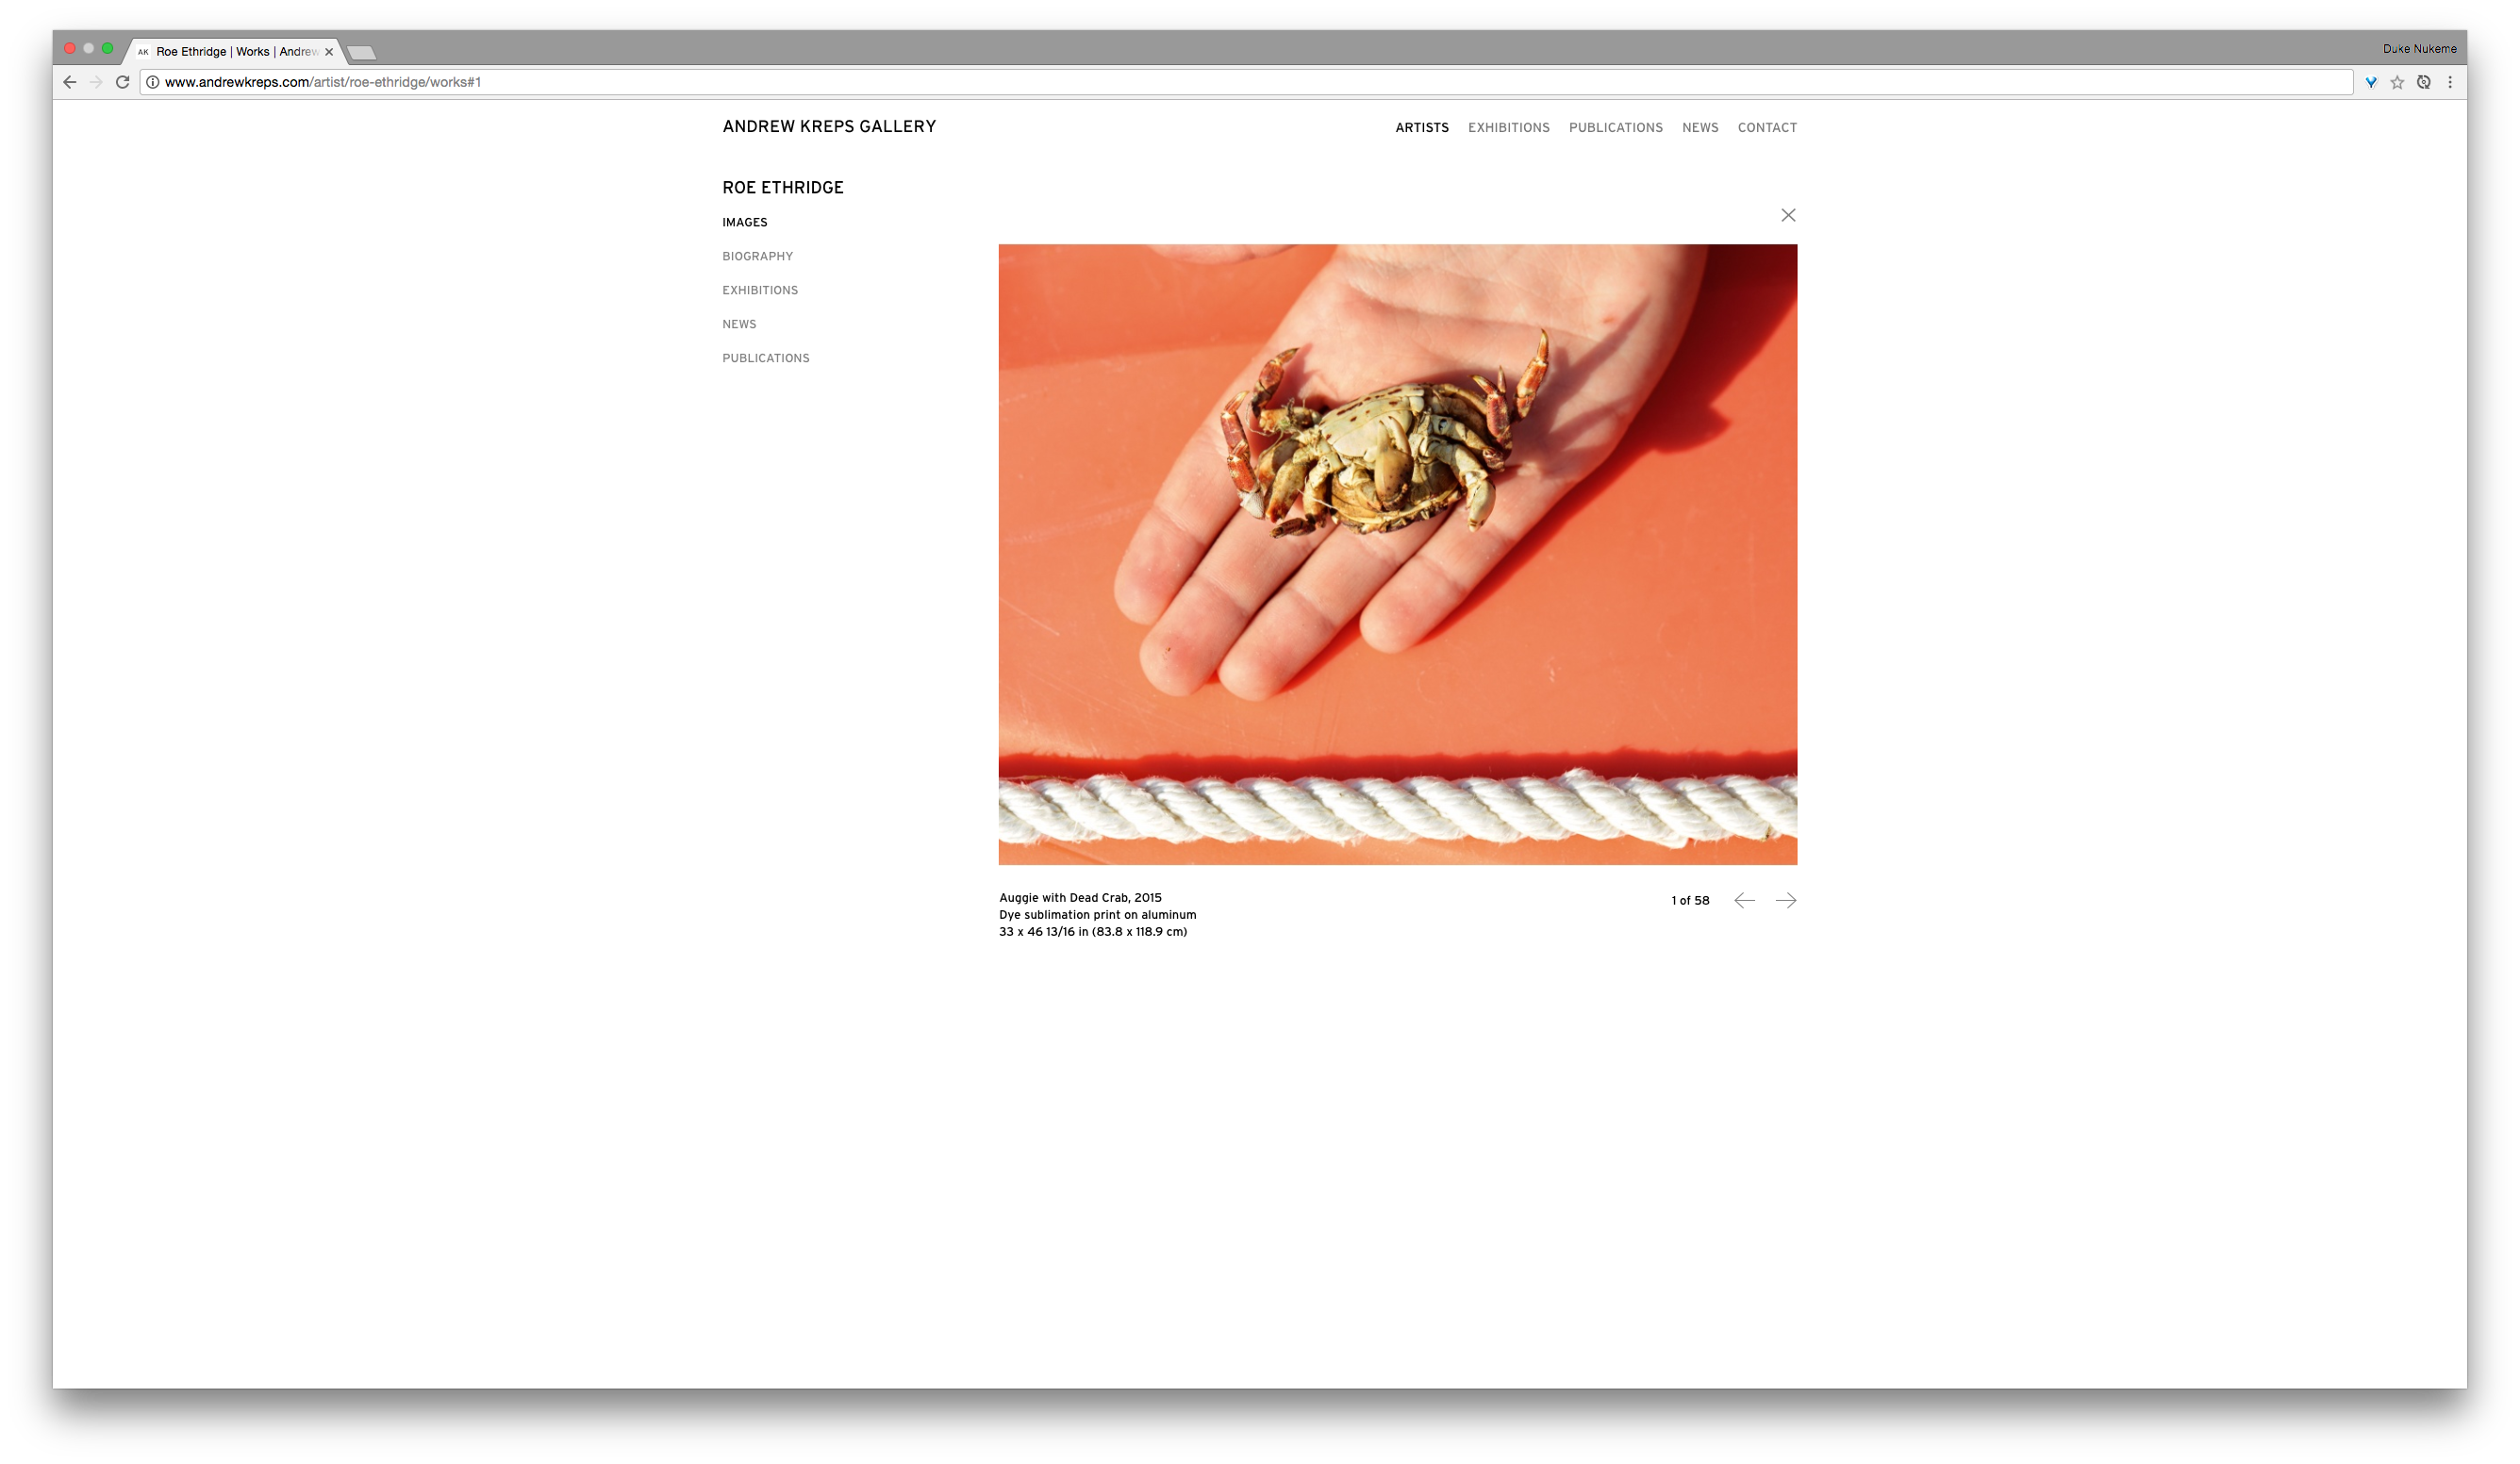 AK Roe Ethridge | Works | Andrew
Duke Nukeme
www.andrewkreps.com/artist/roe-ethridge/works#1
ANDREW KREPS GALLERY
ARTISTS EXHIBITIONS PUBLICATIONS NEWS CONTACT
ROE ETHRIDGE
IMAGES
BIOGRAPHY
EXHIBITIONS
NEWS
PUBLICATIONS
Auggie with Dead Crab, 2015
Dye sublimation print on aluminum
33 x 46 13/16 in (83.8 x 118.9 cm)
1 of 58